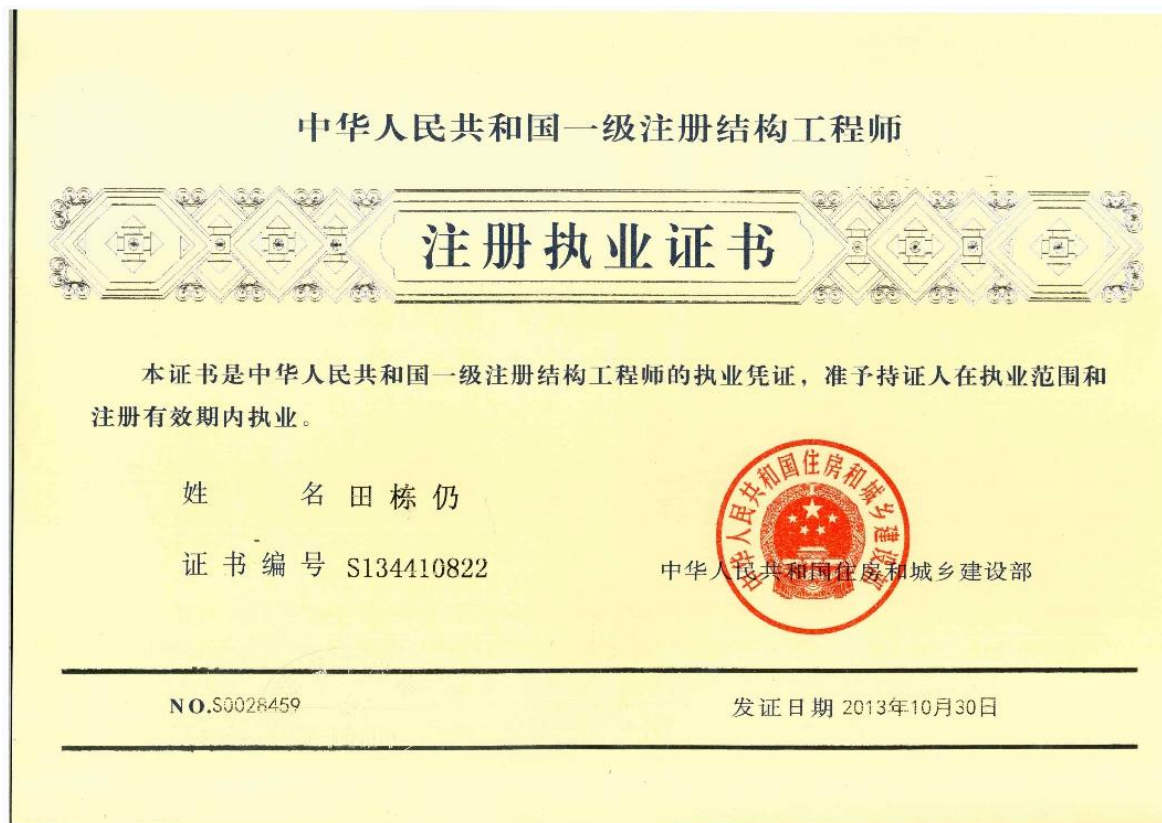 中华人民共和国一级注册结构工程师
注册执业证书
本证书是中华人民共和国一级注册结构工程师的执业凭证，准予持证人在执业范围和
注册有效期内执业。
姓名 田栋仍
证书编号 S134410822
中华人民共和国住房和城乡建设部
中华人民共和国住房和城乡建设部
NO.S0028459
发证日期 2013年10月30日